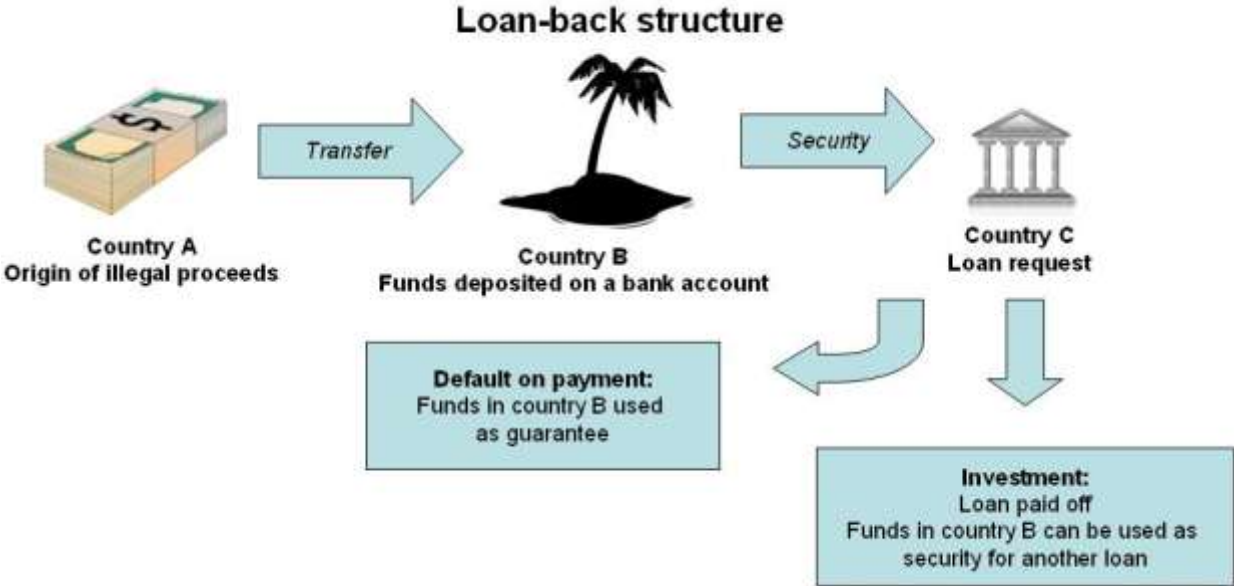 Loan-back structure
$
Transfer
Security
Country A
Origin of illegal proceeds
Country B
Funds deposited on a bank account
Country C
Loan request
Default on payment:
Funds in country B used
as guarantee
Investment:
Loan paid off
Funds in country B can be used as
security for another loan